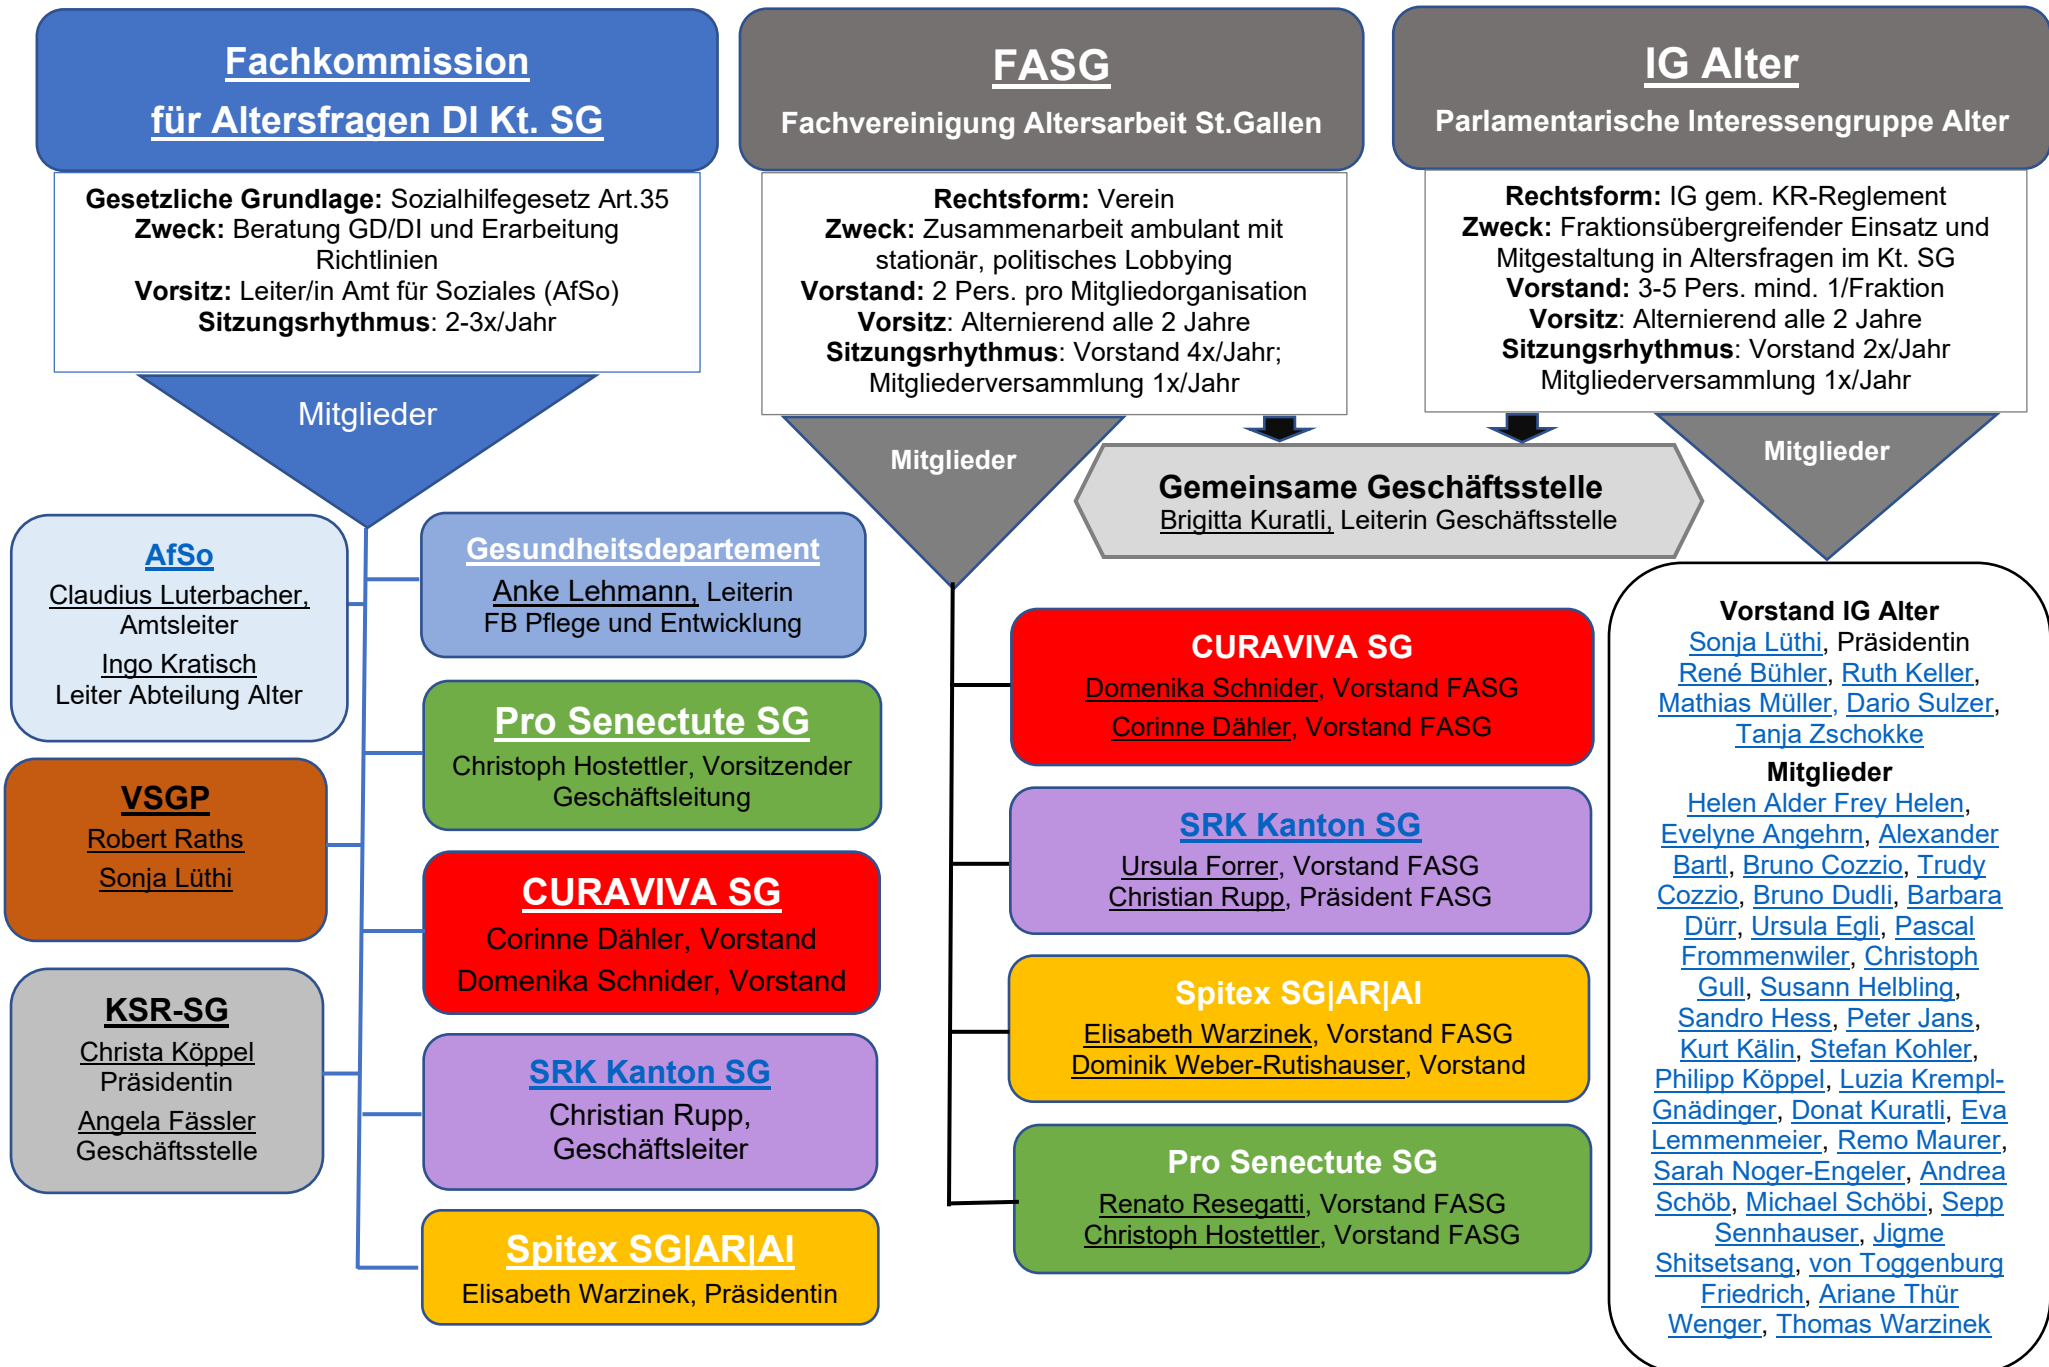 Fachkommission
für Altersfragen DI Kt. SG
Gesetzliche Grundlage: Sozialhilfegesetz Art.35
Zweck: Beratung GD/DI und Erarbeitung
Richtlinien
Vorsitz: Leiter/in Amt für Soziales (AfSo)
Sitzungsrhythmus: 2-3x/Jahr
Mitglieder
AfSo
Claudius Luterbacher,
Amtsleiter
Ingo Kratisch
Leiter Abteilung Alter
VSGP
Robert Raths
Sonja Lüthi
KSR-SG
Christa Köppel
Präsidentin
Angela Fässler
Geschäftsstelle
Gesundheitsdepartement
Anke Lehmann, Leiterin
FB Pflege und Entwicklung
Pro Senectute SG
Christoph Hostettler, Vorsitzender
Geschäftsleitung
CURAVIVA SG
Corinne Dähler, Vorstand
Domenika Schnider, Vorstand
SRK Kanton SG
Christian Rupp,
Geschäftsleiter
Spitex SG|AR|AI
Elisabeth Warzinek, Präsidentin
FASG
Fachvereinigung Altersarbeit St.Gallen
Rechtsform: Verein
Zweck: Zusammenarbeit ambulant mit
stationär, politisches Lobbying
Vorstand: 2 Pers. pro Mitgliedorganisation
Vorsitz: Alternierend alle 2 Jahre
Sitzungsrhythmus: Vorstand 4x/Jahr;
Mitgliederversammlung 1x/Jahr
Mitglieder
Gemeinsame Geschäftsstelle
Brigitta Kuratli, Leiterin Geschäftsstelle
CURAVIVA SG
Domenika Schnider, Vorstand FASG
Corinne Dähler, Vorstand FASG
SRK Kanton SG
Ursula Forrer, Vorstand FASG
Christian Rupp, Präsident FASG
Spitex SG|AR|AI
Elisabeth Warzinek, Vorstand FASG
Dominik Weber-Rutishauser, Vorstand
Pro Senectute SG
Renato Resegatti, Vorstand FASG
Christoph Hostettler, Vorstand FASG
IG Alter
Parlamentarische Interessengruppe Alter
Rechtsform: IG gem. KR-Reglement
Zweck: Fraktionsübergreifender Einsatz und
Mitgestaltung in Altersfragen im Kt. SG
Vorstand: 3-5 Pers. mind. 1/Fraktion
Vorsitz: Alternierend alle 2 Jahre
Sitzungsrhythmus: Vorstand 2x/Jahr
Mitgliederversammlung 1x/Jahr
Mitglieder
Vorstand IG Alter
Sonja Lüthi, Präsidentin
René Bühler, Ruth Keller,
Mathias Müller, Dario Sulzer,
Tanja Zschokke
Mitglieder
Helen Alder Frey Helen,
Evelyne Angehrn, Alexander
Bartl, Bruno Cozzio, Trudy
Cozzio, Bruno Dudli, Barbara
Dürr, Ursula Egli, Pascal
Frommenwiler, Christoph
Gull, Susann Helbling,
Sandro Hess, Peter Jans,
Kurt Kälin, Stefan Kohler,
Philipp Köppel, Luzia Krempl-
Gnädinger, Donat Kuratli, Eva
Lemmenmeier, Remo Maurer,
Sarah Noger-Engeler, Andrea
Schöb, Michael Schöbi, Sepp
Sennhauser, Jigme
Shitsetsang, von Toggenburg
Friedrich, Ariane Thür
Wenger, Thomas Warzinek